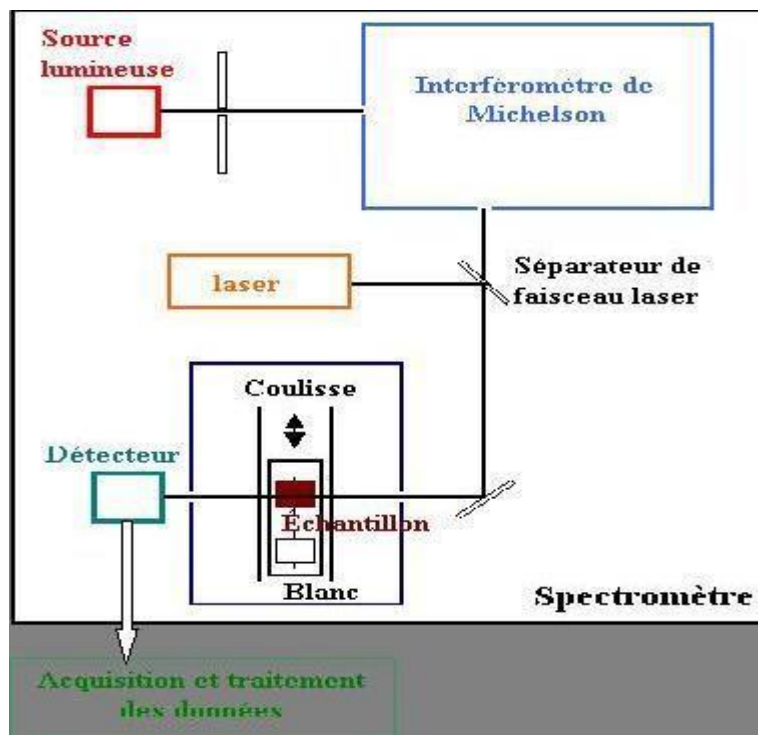 Source
lumineuse
Interféromètre de
Michelson
laser
Séparateur de
faisceau laser
Coulisse
Détecteur
Échantillon
Blanc
Spectromètre
Acquisition et traitement
des données